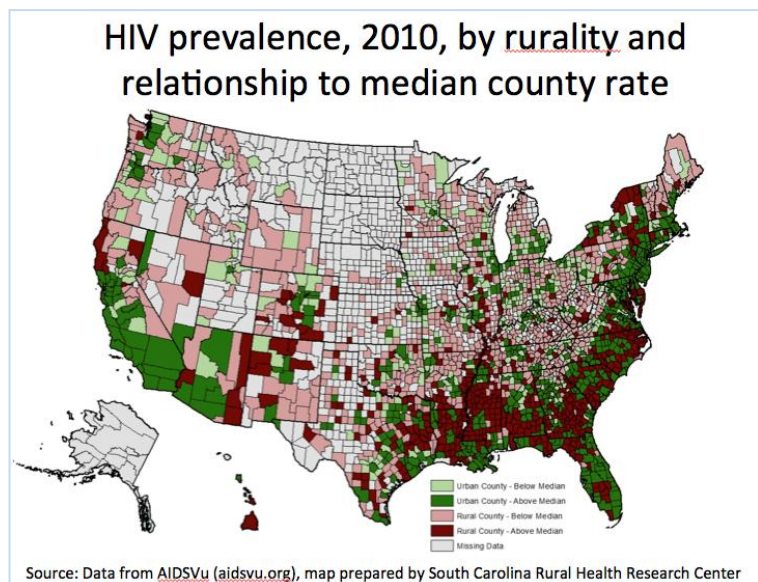 HIV prevalence, 2010, by rurality and
relationship to median county rate
Urban County - Below Median
Urban County - Above Median
Rural County - Below Median
Rural County - Above Median
Missing Data
Source: Data from AIDSVu (aidsvu.org), map prepared by South Carolina Rural Health Research Center